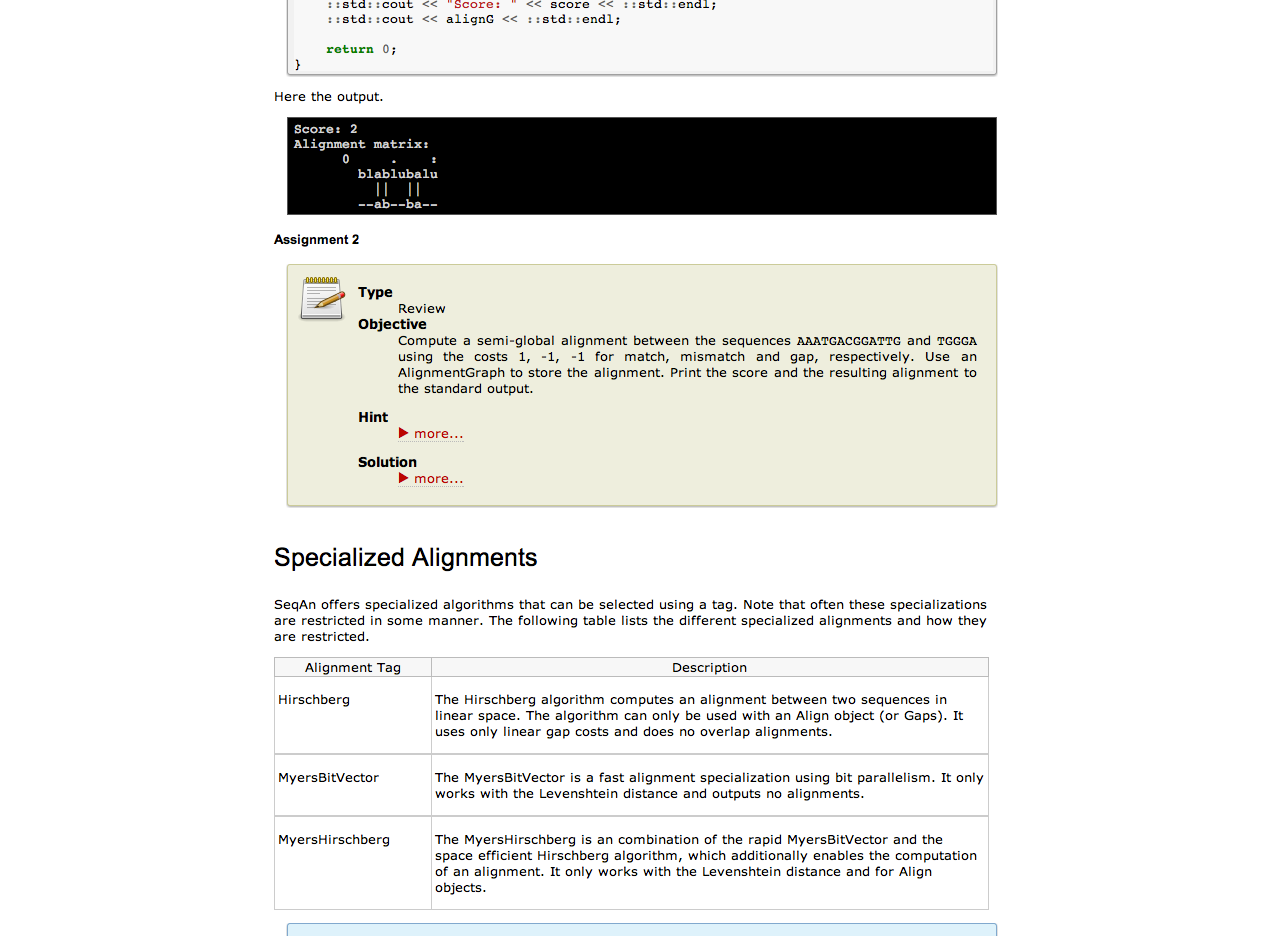 ::std::cout << "Score: " << score << ::std::endl;
::std::cout << alignG << ::std::endl;
return 0;
}
Here the output.
Score: 2
Alignment matrix:
0     .    :
blablubalu
||  ||
--ab--ba--
Assignment 2
Type
Review
Objective
Compute a semi-global alignment between the sequences AAATGACGGATTG and TGGGA
using the costs 1, -1, -1 for match, mismatch and gap, respectively. Use an
AlignmentGraph to store the alignment. Print the score and the resulting alignment to
the standard output.
Hint
more...
Solution
more...
Specialized Alignments
SeqAn offers specialized algorithms that can be selected using a tag. Note that often these specializations
are restricted in some manner. The following table lists the different specialized alignments and how they
are restricted.
Alignment Tag Description
Hirschberg The Hirschberg algorithm computes an alignment between two sequences in
linear space. The algorithm can only be used with an Align object (or Gaps). It
uses only linear gap costs and does no overlap alignments.
MyersBitVector The MyersBitVector is a fast alignment specialization using bit parallelism. It only
works with the Levenshtein distance and outputs no alignments.
MyersHirschberg The MyersHirschberg is an combination of the rapid MyersBitVector and the
space efficient Hirschberg algorithm, which additionally enables the computation
of an alignment. It only works with the Levenshtein distance and for Align
objects.